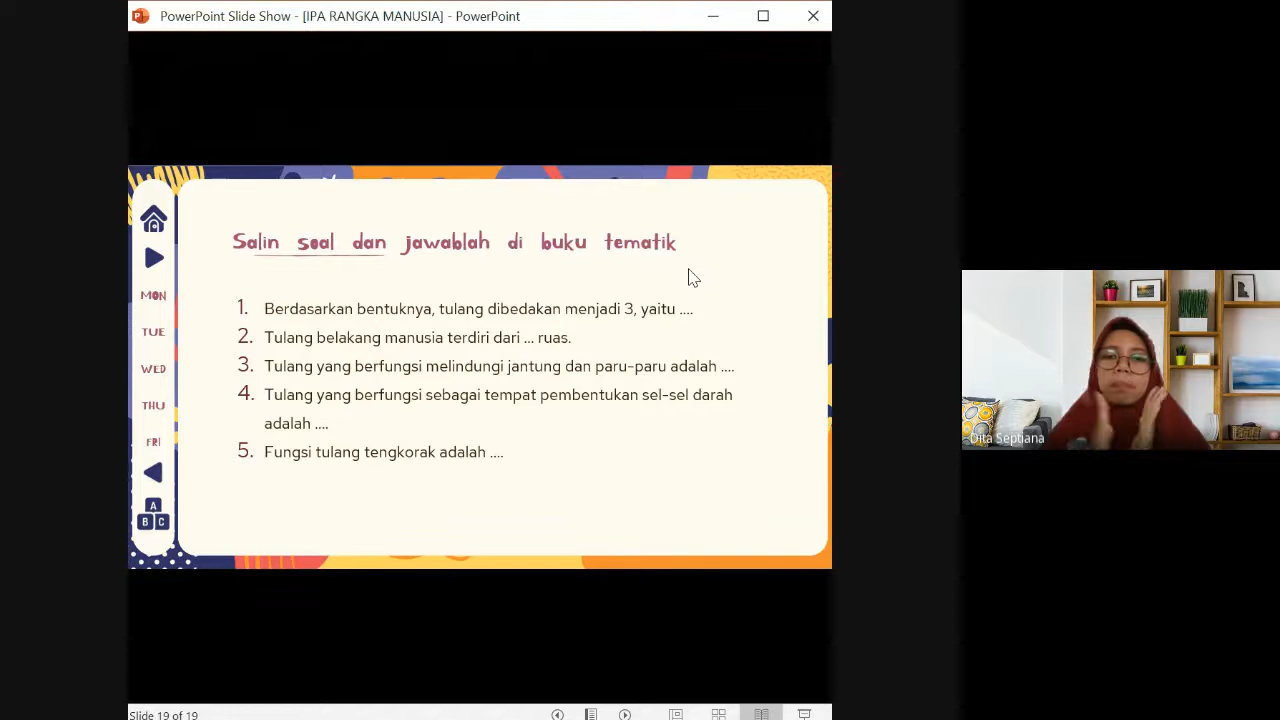 PowerPoint Slide Show - [IPA RANGKA MANUSIA] - PowerPoint
Salin soal dan jawablah di buku tematik
MON
TUE
WED
THU
FRI
A
B C
1. Berdasarkan bentuknya, tulang dibedakan menjadi 3, yaitu ....
2. Tulang belakang manusia terdiri dari ... ruas.
3. Tulang yang berfungsi melindungi jantung dan paru-paru adalah ....
4. Tulang yang berfungsi sebagai tempat pembentukan sel-sel darah
adalah ....
5. Fungsi tulang tengkorak adalah ....
Dita Septiana
Slide 19 of 19